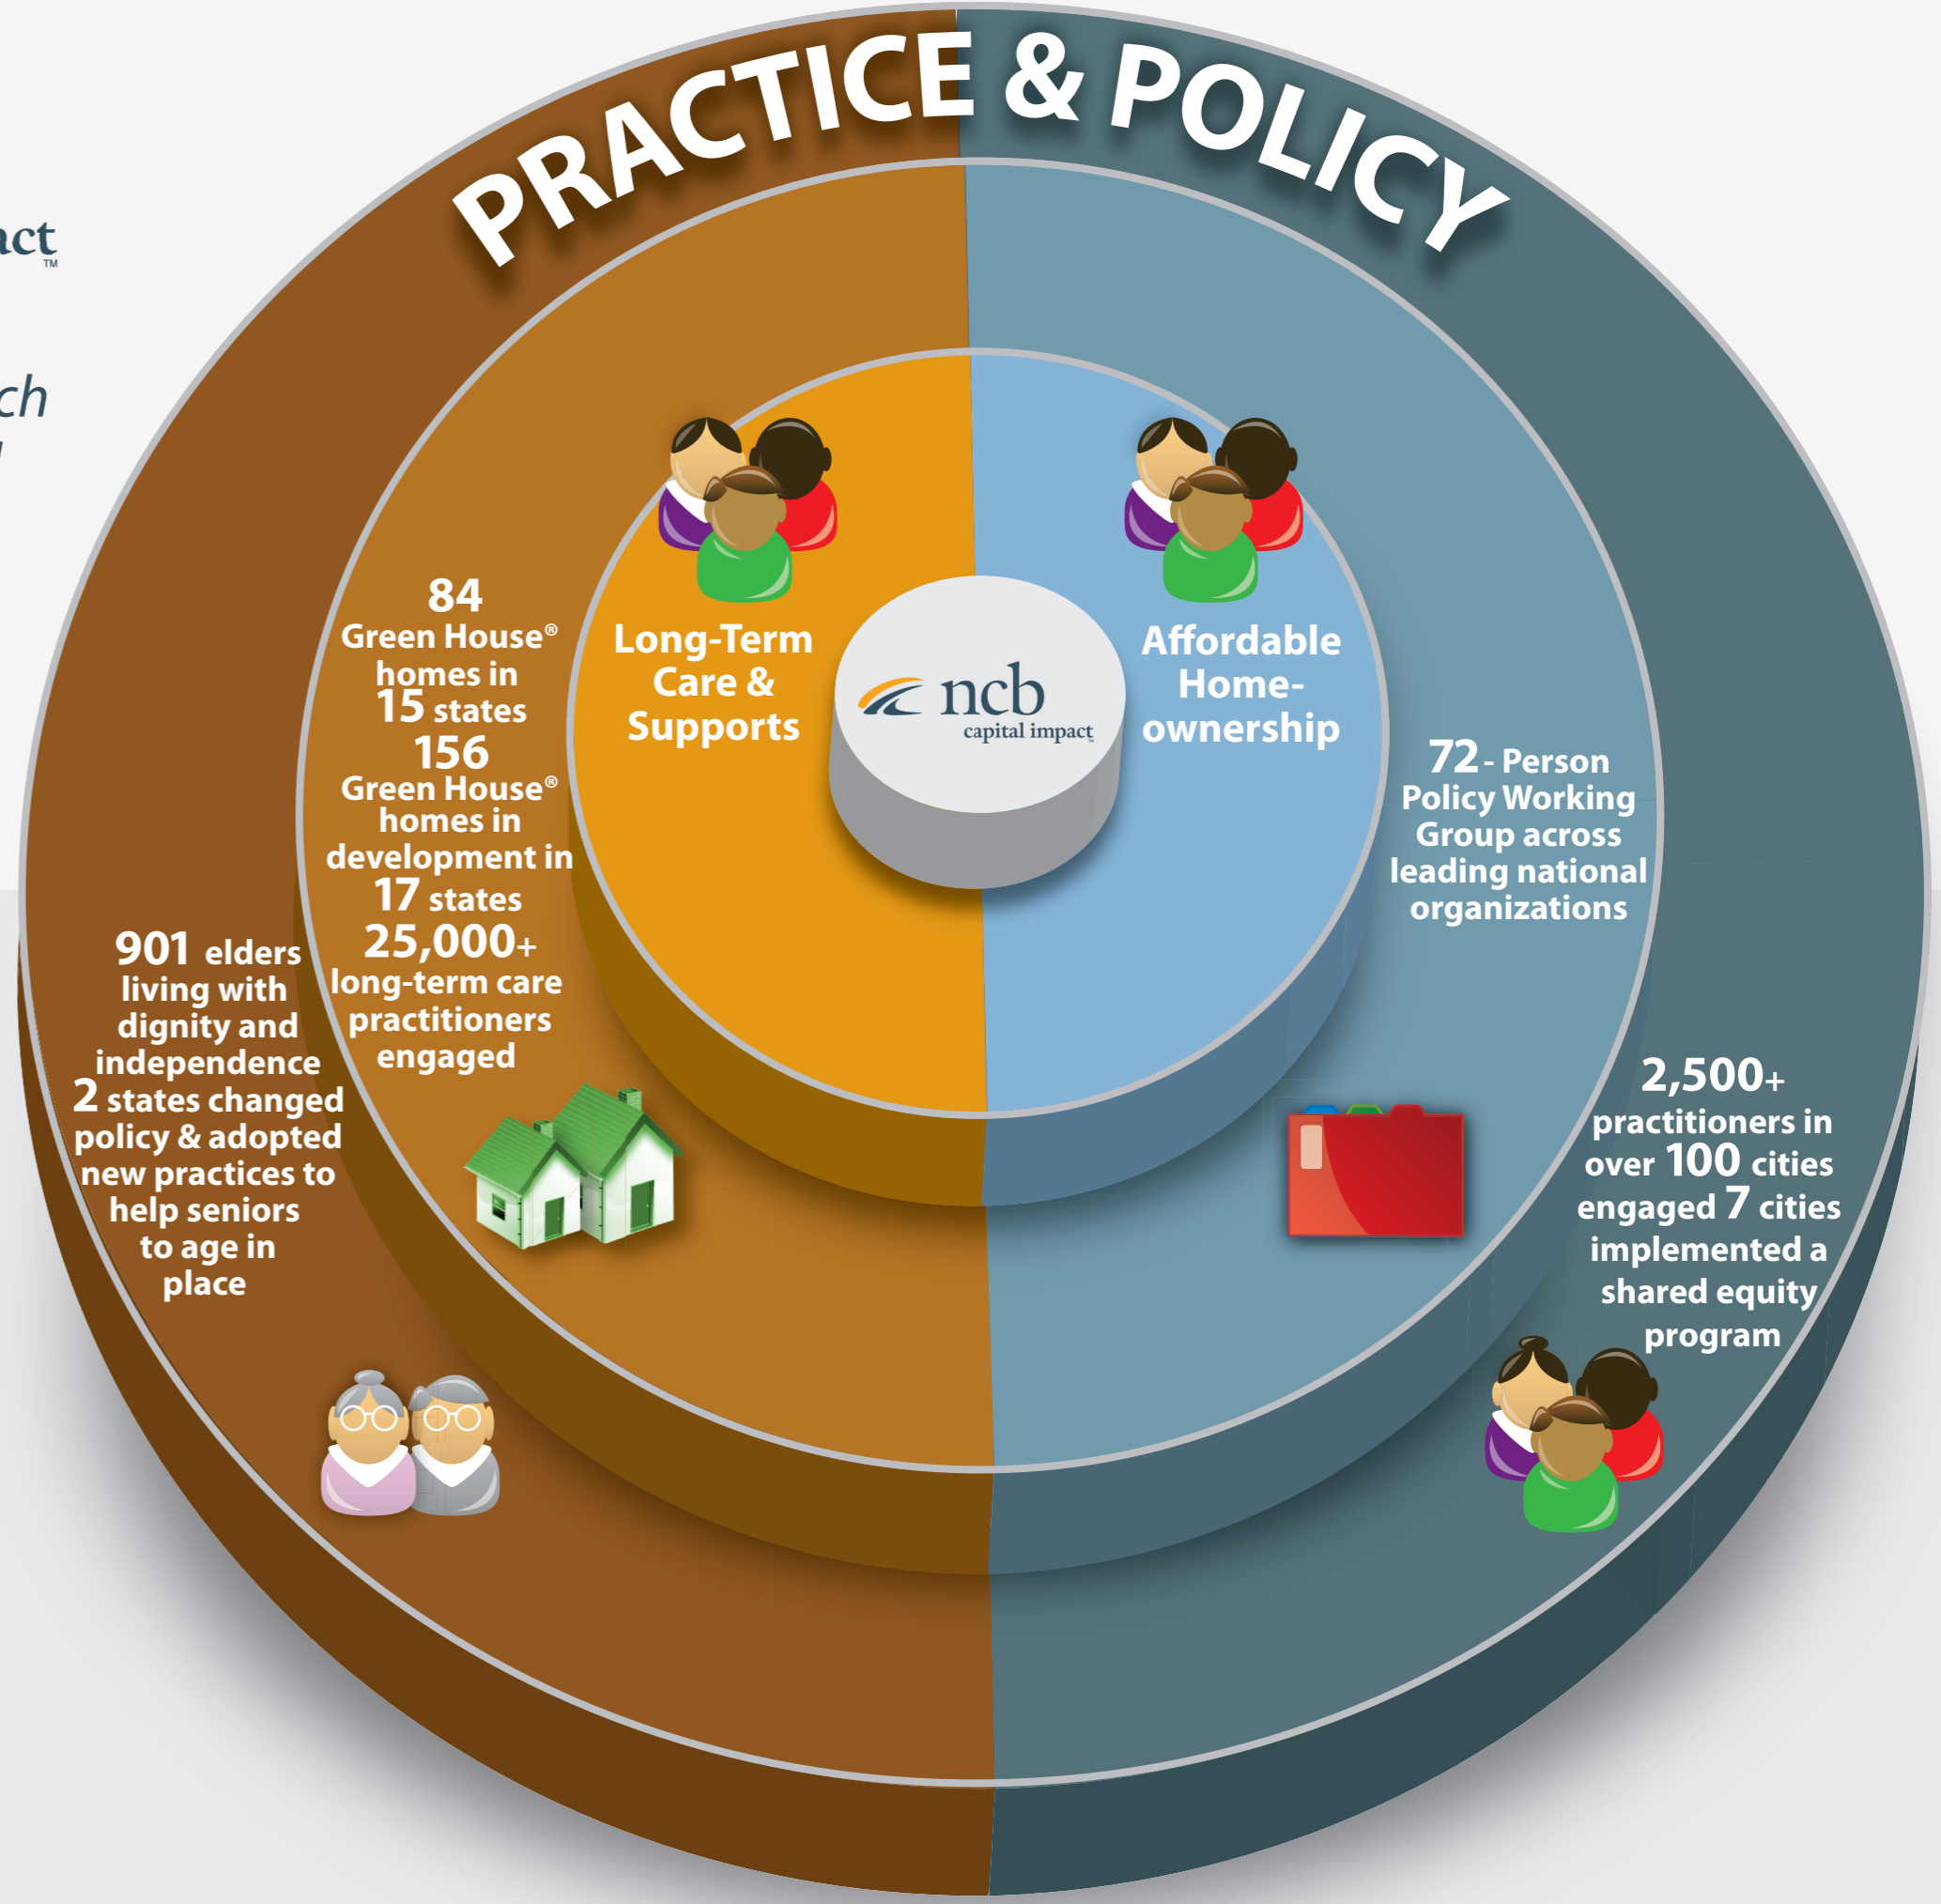 PRACTICE & POLICY
act
™
ch
84
Green House®
homes in
15 states
156
Green House®
homes in
development in
17 states
25,000+
long-term care
practitioners
engaged
Long-Term
Care &
Supports
ncb
capital impact
Affordable
Home-
ownership
72- Person
Policy Working
Group across
leading national
organizations
901 elders
living with
dignity and
independence
2 states changed
policy & adopted
new practices to
help seniors
to age in
place
2,500+
practitioners in
over 100 cities
engaged 7 cities
implemented a
shared equity
program